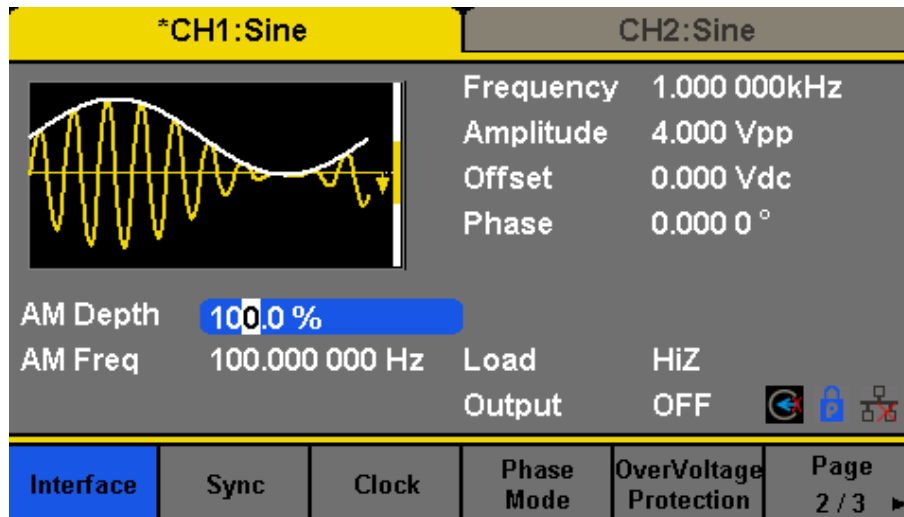 *CH1:Sine
CH2:Sine
Frequency 1.000 000kHz
Amplitude 4.000 Vpp
Offset 0.000 Vdc
Phase 0.000 0 °
AM Depth 100.0 %
AM Freq 100.000 000 Hz
Load HiZ
Output OFF
P
Interface
Sync
Clock
Phase
Mode
OverVoltage
Protection
Page
2 / 3